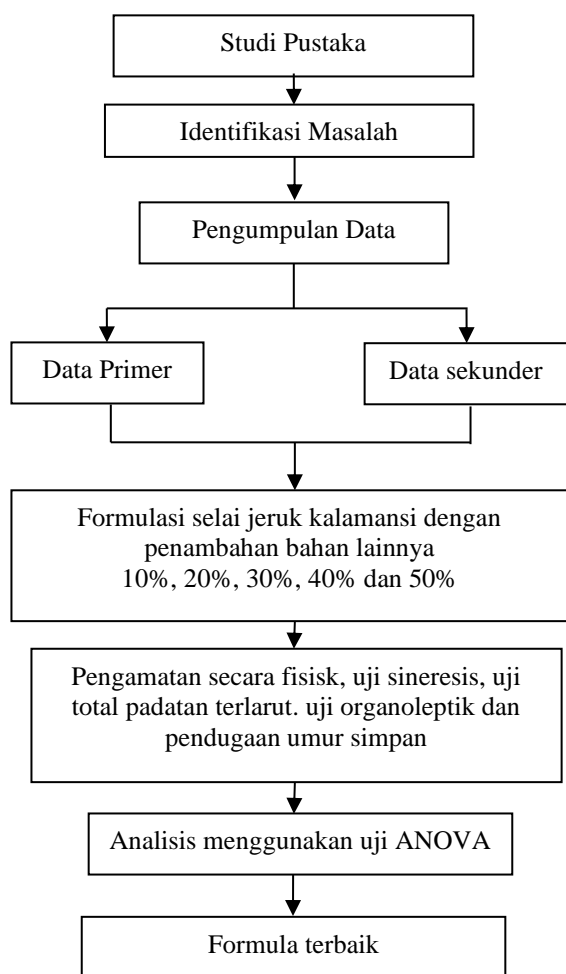 Studi Pustaka
Identifikasi Masalah
Pengumpulan Data
Data Primer
Data sekunder
Formulasi selai jeruk kalamansi dengan
penambahan bahan lainnya
10%, 20%, 30%, 40% dan 50%
Pengamatan secara fisisk, uji sineresis, uji
total padatan terlarut. uji organoleptik dan
pendugaan umur simpan
Analisis menggunakan uji ANOVA
Formula terbaik